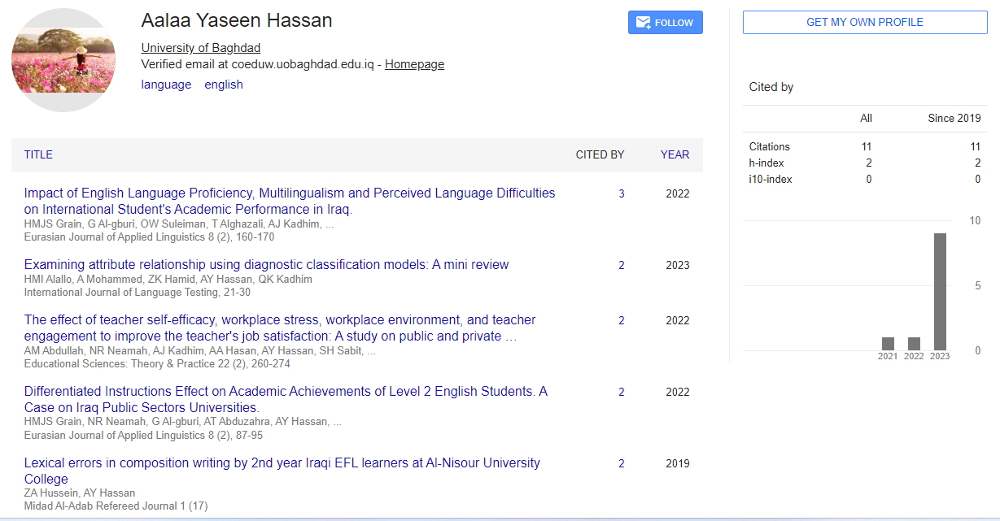 Aalaa Yaseen Hassan
FOLLOW
University of Baghdad
Verified email at coeduw.uobaghdad.edu.iq - Homepage
language english
TITLE CITED BY YEAR
Impact of English Language Proficiency, Multilingualism and Perceived Language Difficulties 3 2022
on International Student's Academic Performance in Iraq.
HMJS Grain, G Al-gburi, OW Suleiman, T Alghazali, AJ Kadhim, ...
Eurasian Journal of Applied Linguistics 8 (2), 160-170
Examining attribute relationship using diagnostic classification models: A mini review 2 2023
HMI Alallo, A Mohammed, ZK Hamid, AY Hassan, QK Kadhim
International Journal of Language Testing, 21-30
The effect of teacher self-efficacy, workplace stress, workplace environment, and teacher 2 2022
engagement to improve the teacher's job satisfaction: A study on public and private …
AM Abdullah, NR Neamah, AJ Kadhim, AA Hasan, AY Hassan, SH Sabit, ...
Educational Sciences: Theory & Practice 22 (2), 260-274
Differentiated Instructions Effect on Academic Achievements of Level 2 English Students. A 2 2022
Case on Iraq Public Sectors Universities.
HMJS Grain, NR Neamah, G Al-gburi, AT Abduzahra, AY Hassan, ...
Eurasian Journal of Applied Linguistics 8 (2), 87-95
Lexical errors in composition writing by 2nd year Iraqi EFL learners at Al-Nisour University 2 2019
College
ZA Hussein, AY Hassan
Midad Al-Adab Refereed Journal 1 (17)
GET MY OWN PROFILE
Cited by
All Since 2019
Citations 11 11
h-index 2 2
i10-index 0 0
10
5
0
2021 2022 2023